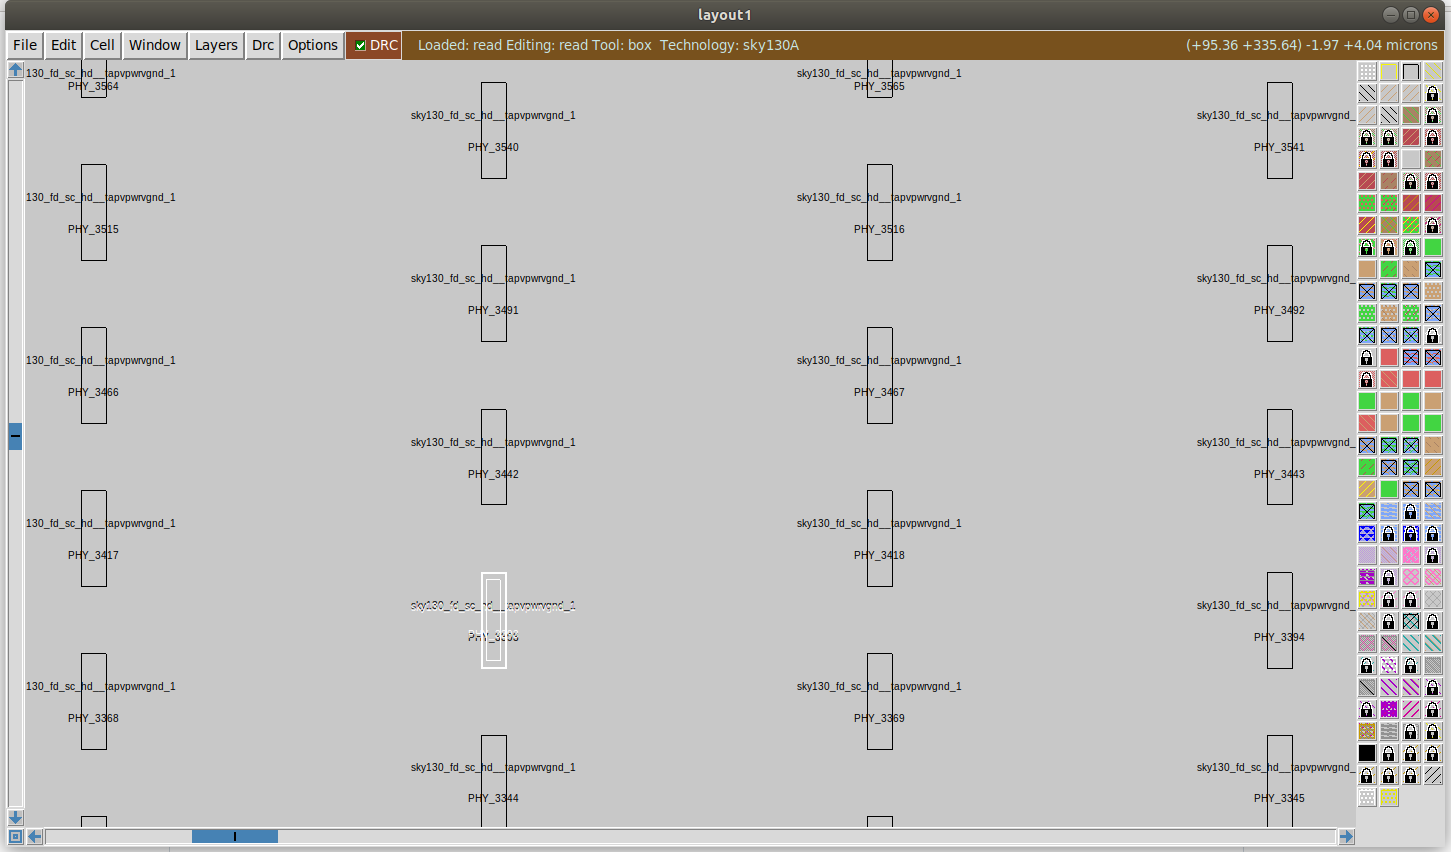 layout1
File Edit Cell Window Layers Drc Options DRC Loaded: read Editing: read Tool: box Technology: sky130A (+95.36 +335.64) -1.97 +4.04 microns
130_fd_sc_hd__tapvpwrvgnd_1 sky130_fd_sc_hd__tapvpwrvgnd_1
PHY_3564 PHY_3565
sky130_fd_sc_hd__tapvpwrvgnd_1 sky130_fd_sc_hd__tapvpwrvgnd_
PHY_3540 PHY_3541
130_fd_sc_hd__tapvpwrvgnd_1 sky130_fd_sc_hd__tapvpwrvgnd_1
PHY_3515 PHY_3516
sky130_fd_sc_hd__tapvpwrvgnd_1 sky130_fd_sc_hd__tapvpwrvgnd_
PHY_3491 PHY_3492
130_fd_sc_hd__tapvpwrvgnd_1 sky130_fd_sc_hd__tapvpwrvgnd_1
PHY_3466 PHY_3467
sky130_fd_sc_hd__tapvpwrvgnd_1 sky130_fd_sc_hd__tapvpwrvgnd_
PHY_3442 PHY_3443
130_fd_sc_hd__tapvpwrvgnd_1 sky130_fd_sc_hd__tapvpwrvgnd_1
PHY_3417 PHY_3418
sky130_fd_sc_hd__tapvpwrvgnd_1 sky130_fd_sc_hd__tapvpwrvgnd_
PHY_3393 PHY_3394
130_fd_sc_hd__tapvpwrvgnd_1 sky130_fd_sc_hd__tapvpwrvgnd_1
PHY_3368 PHY_3369
sky130_fd_sc_hd__tapvpwrvgnd_1 sky130_fd_sc_hd__tapvpwrvgnd_
PHY_3344 PHY_3345